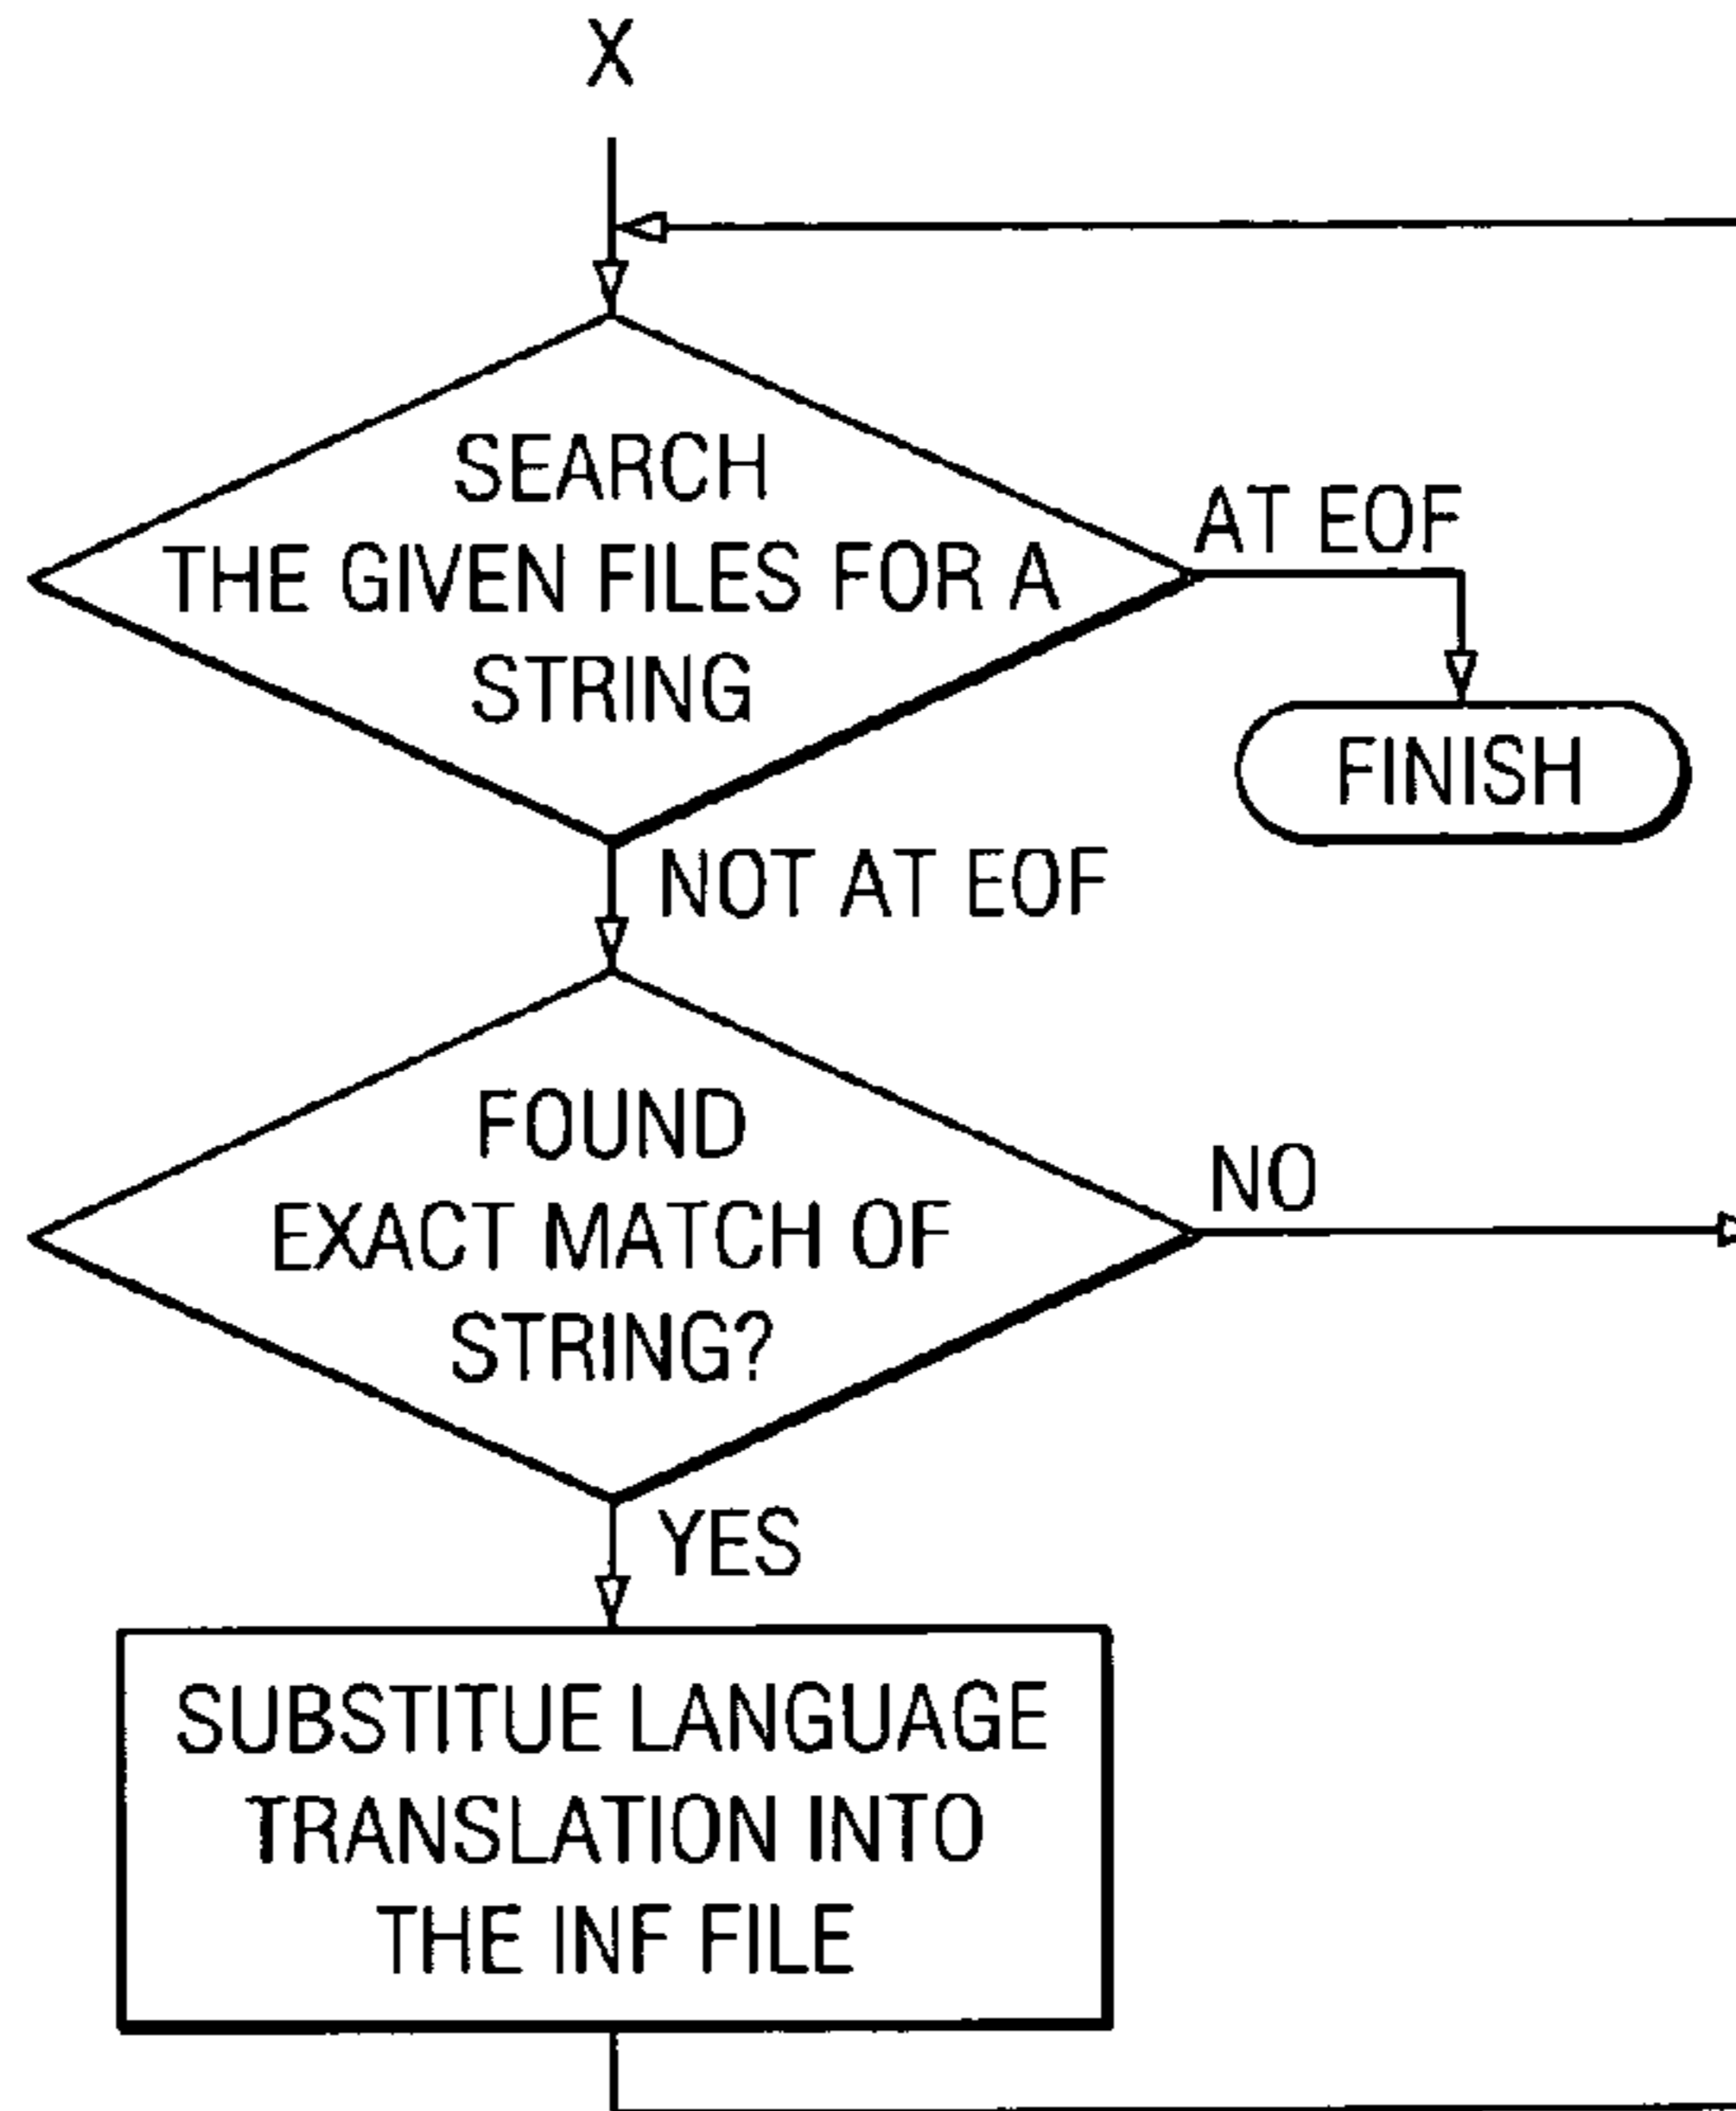 X
SEARCH
THE GIVEN FILES FOR A
STRING
AT EOF
FINISH
NOT AT EOF
FOUND
EXACT MATCH OF
STRING?
NO
YES
SUBSTITUE LANGUAGE
TRANSLATION INTO
THE INF FILE